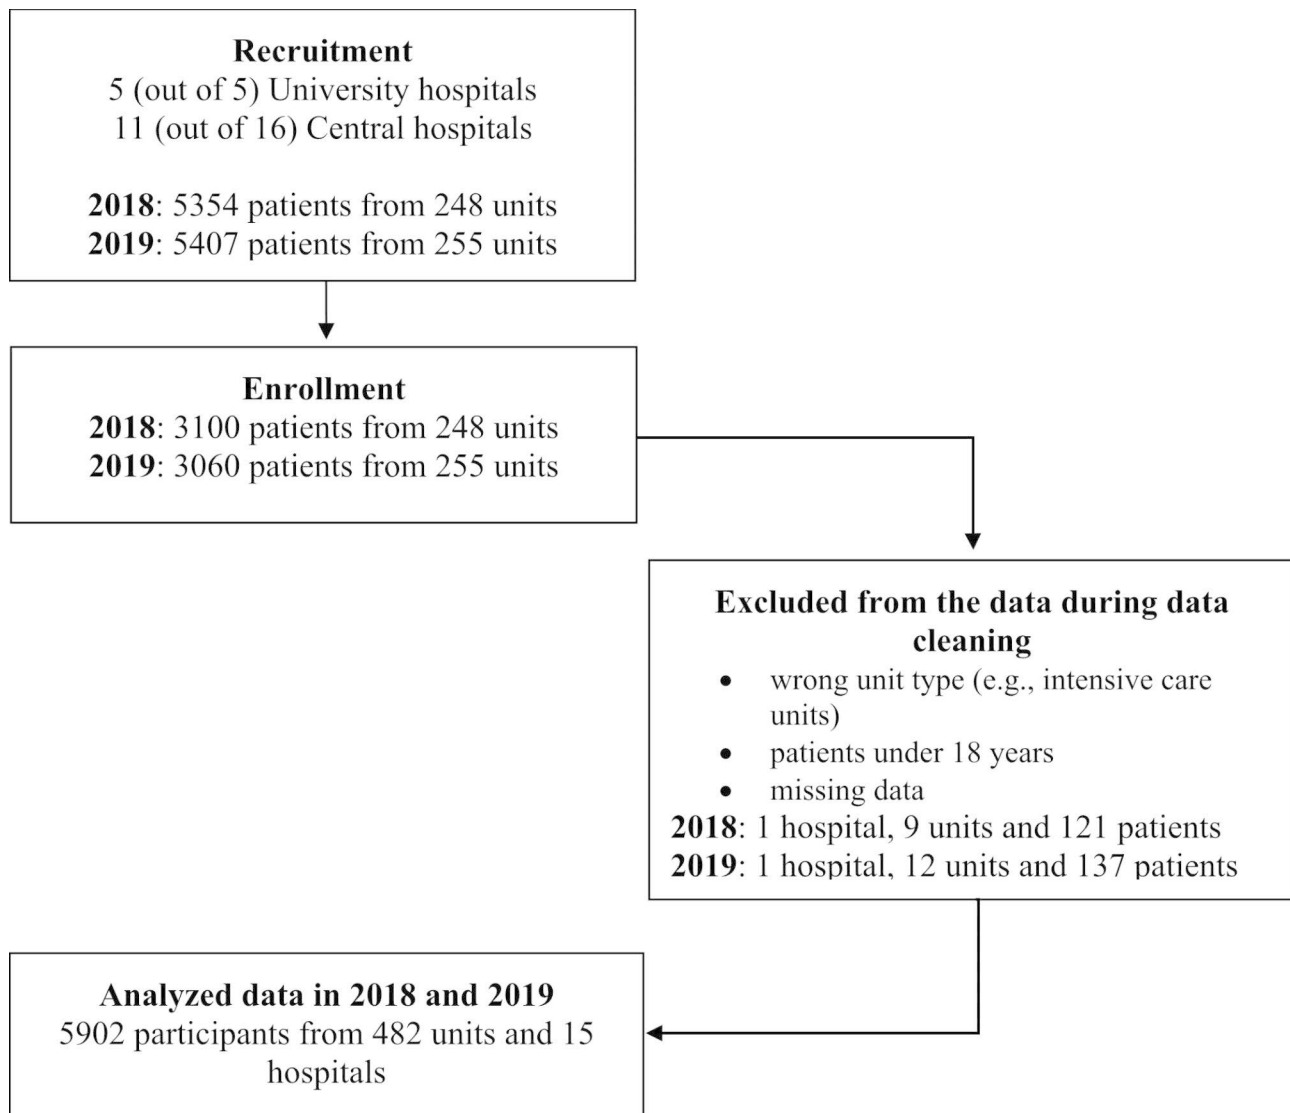 Recruitment
5 (out of 5) University hospitals
11 (out of 16) Central hospitals
2018: 5354 patients from 248 units
2019: 5407 patients from 255 units
Enrollment
2018: 3100 patients from 248 units
2019: 3060 patients from 255 units
Excluded from the data during data
cleaning
• wrong unit type (e.g., intensive care
units)
• patients under 18 years
• missing data
2018: 1 hospital, 9 units and 121 patients
2019: 1 hospital, 12 units and 137 patients
Analyzed data in 2018 and 2019
5902 participants from 482 units and 15
hospitals